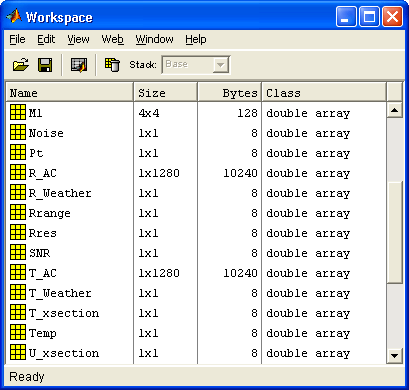 Workspace
File Edit View Web Window Help
Stack: Base
Name Size Bytes Class
M1 4x4 128 double array
Noise 1x1 8 double array
Pt 1x1 8 double array
R_AC 1x1280 10240 double array
R_Weather 1x1 8 double array
Rrange 1x1 8 double array
Rres 1x1 8 double array
SNR 1x1 8 double array
T_AC 1x1280 10240 double array
T_Weather 1x1 8 double array
T_xsection 1x1 8 double array
Temp 1x1 8 double array
U_xsection 1x1 8 double array
Ready